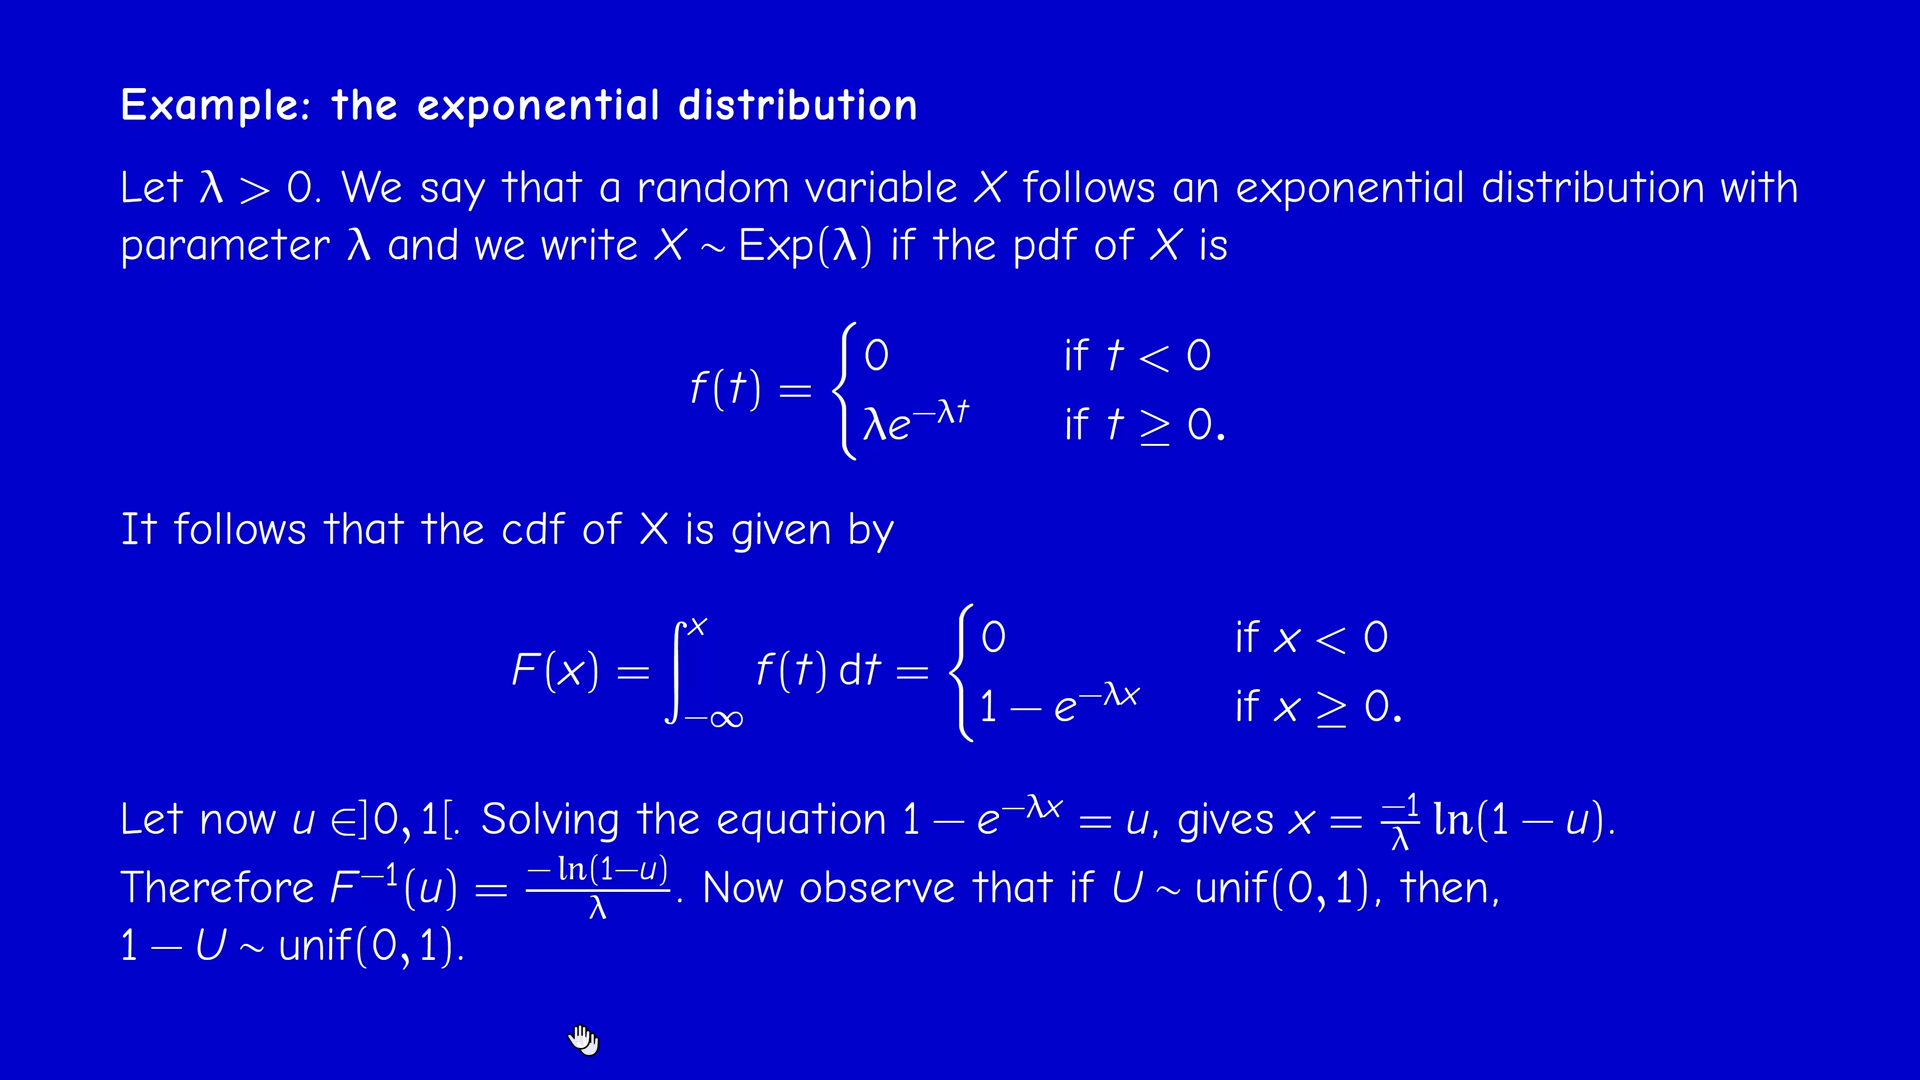 Example: the exponential distribution
Let λ > 0. We say that a random variable X follows an exponential distribution with
parameter λ and we write X ~ Exp(λ) if the pdf of X is
f(t) = { 0 if t < 0
λe^{−λt} if t ≥ 0.
It follows that the cdf of X is given by
F(x) = ∫_{−∞}^{x} f(t) dt = { 0 if x < 0
1 − e^{−λx} if x ≥ 0.
Let now u ∈]0, 1[. Solving the equation 1 − e^{−λx} = u, gives x = \frac{−1}{λ} ln(1 − u).
Therefore F^{−1}(u) = \frac{− ln(1−u)}{λ}. Now observe that if U ~ unif(0, 1), then,
1 − U ~ unif(0, 1).